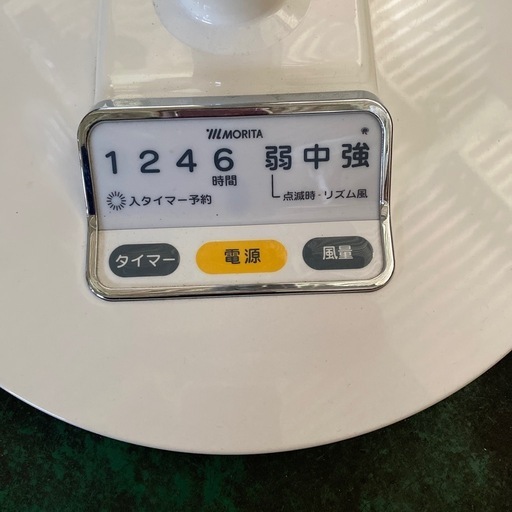 MORITA
1 2 4 6 弱 中 強
時間
入タイマー予約
点滅時・リズム風
タイマー 電源 風量